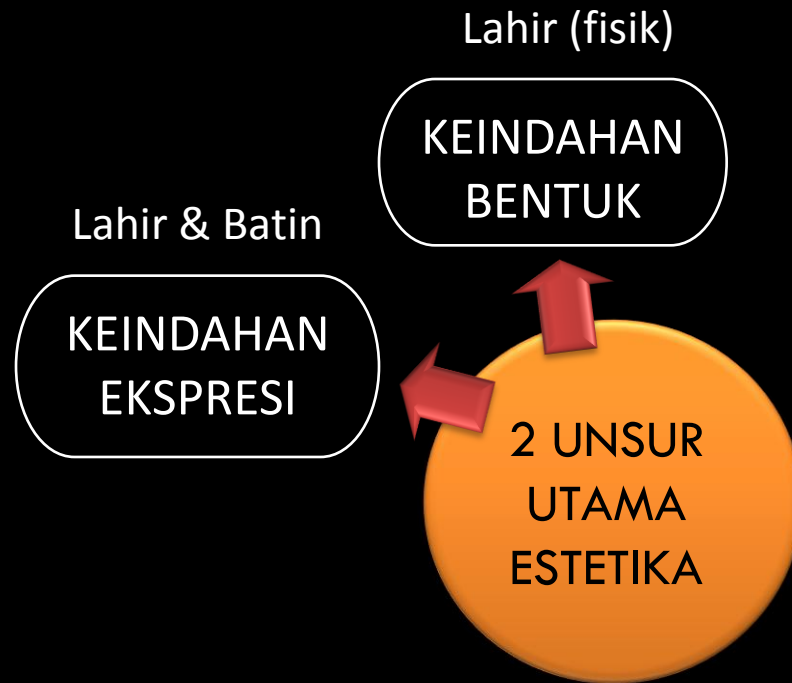 Lahir (fisik)
KEINDAHAN
BENTUK
Lahir & Batin
KEINDAHAN
EKSPRESI
2 UNSUR
UTAMA
ESTETIKA